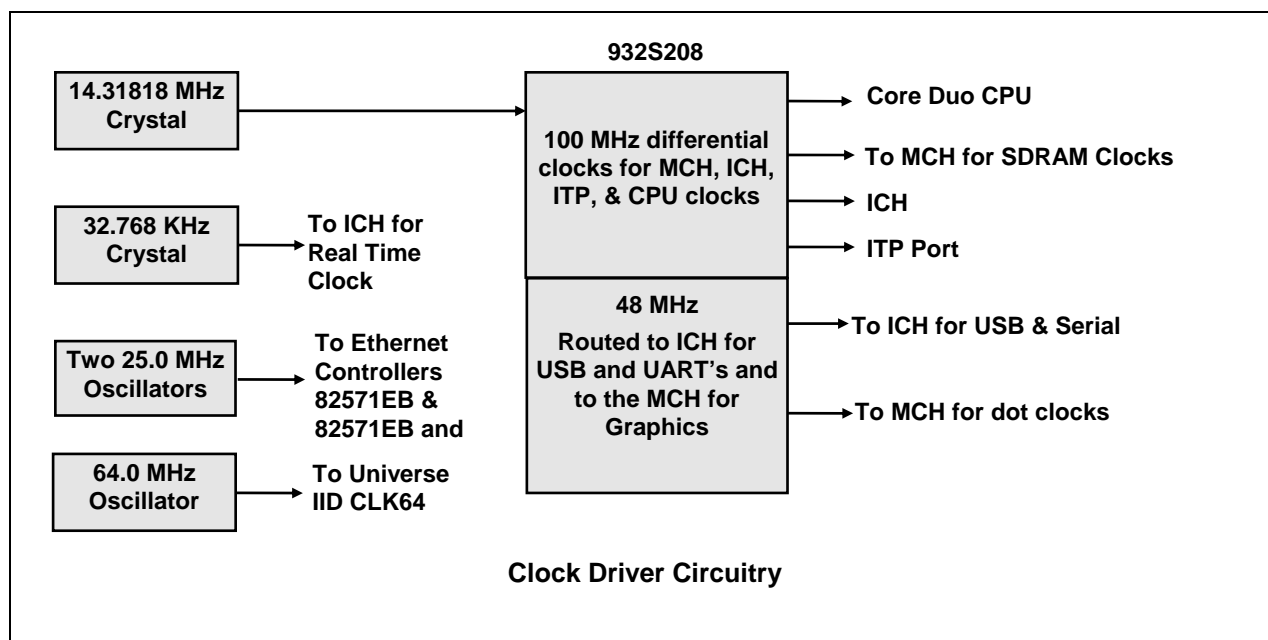 932S208
14.31818 MHz
Crystal
100 MHz differential
clocks for MCH, ICH,
ITP, & CPU clocks
Core Duo CPU
To MCH for SDRAM Clocks
ICH
ITP Port
32.768 KHz
Crystal
To ICH for
Real Time
Clock
48 MHz
Routed to ICH for
USB and UART's and
to the MCH for
Graphics
To ICH for USB & Serial
To MCH for dot clocks
Two 25.0 MHz
Oscillators
To Ethernet
Controllers
82571EB &
82571EB and
64.0 MHz
Oscillator
To Universe
IID CLK64
Clock Driver Circuitry